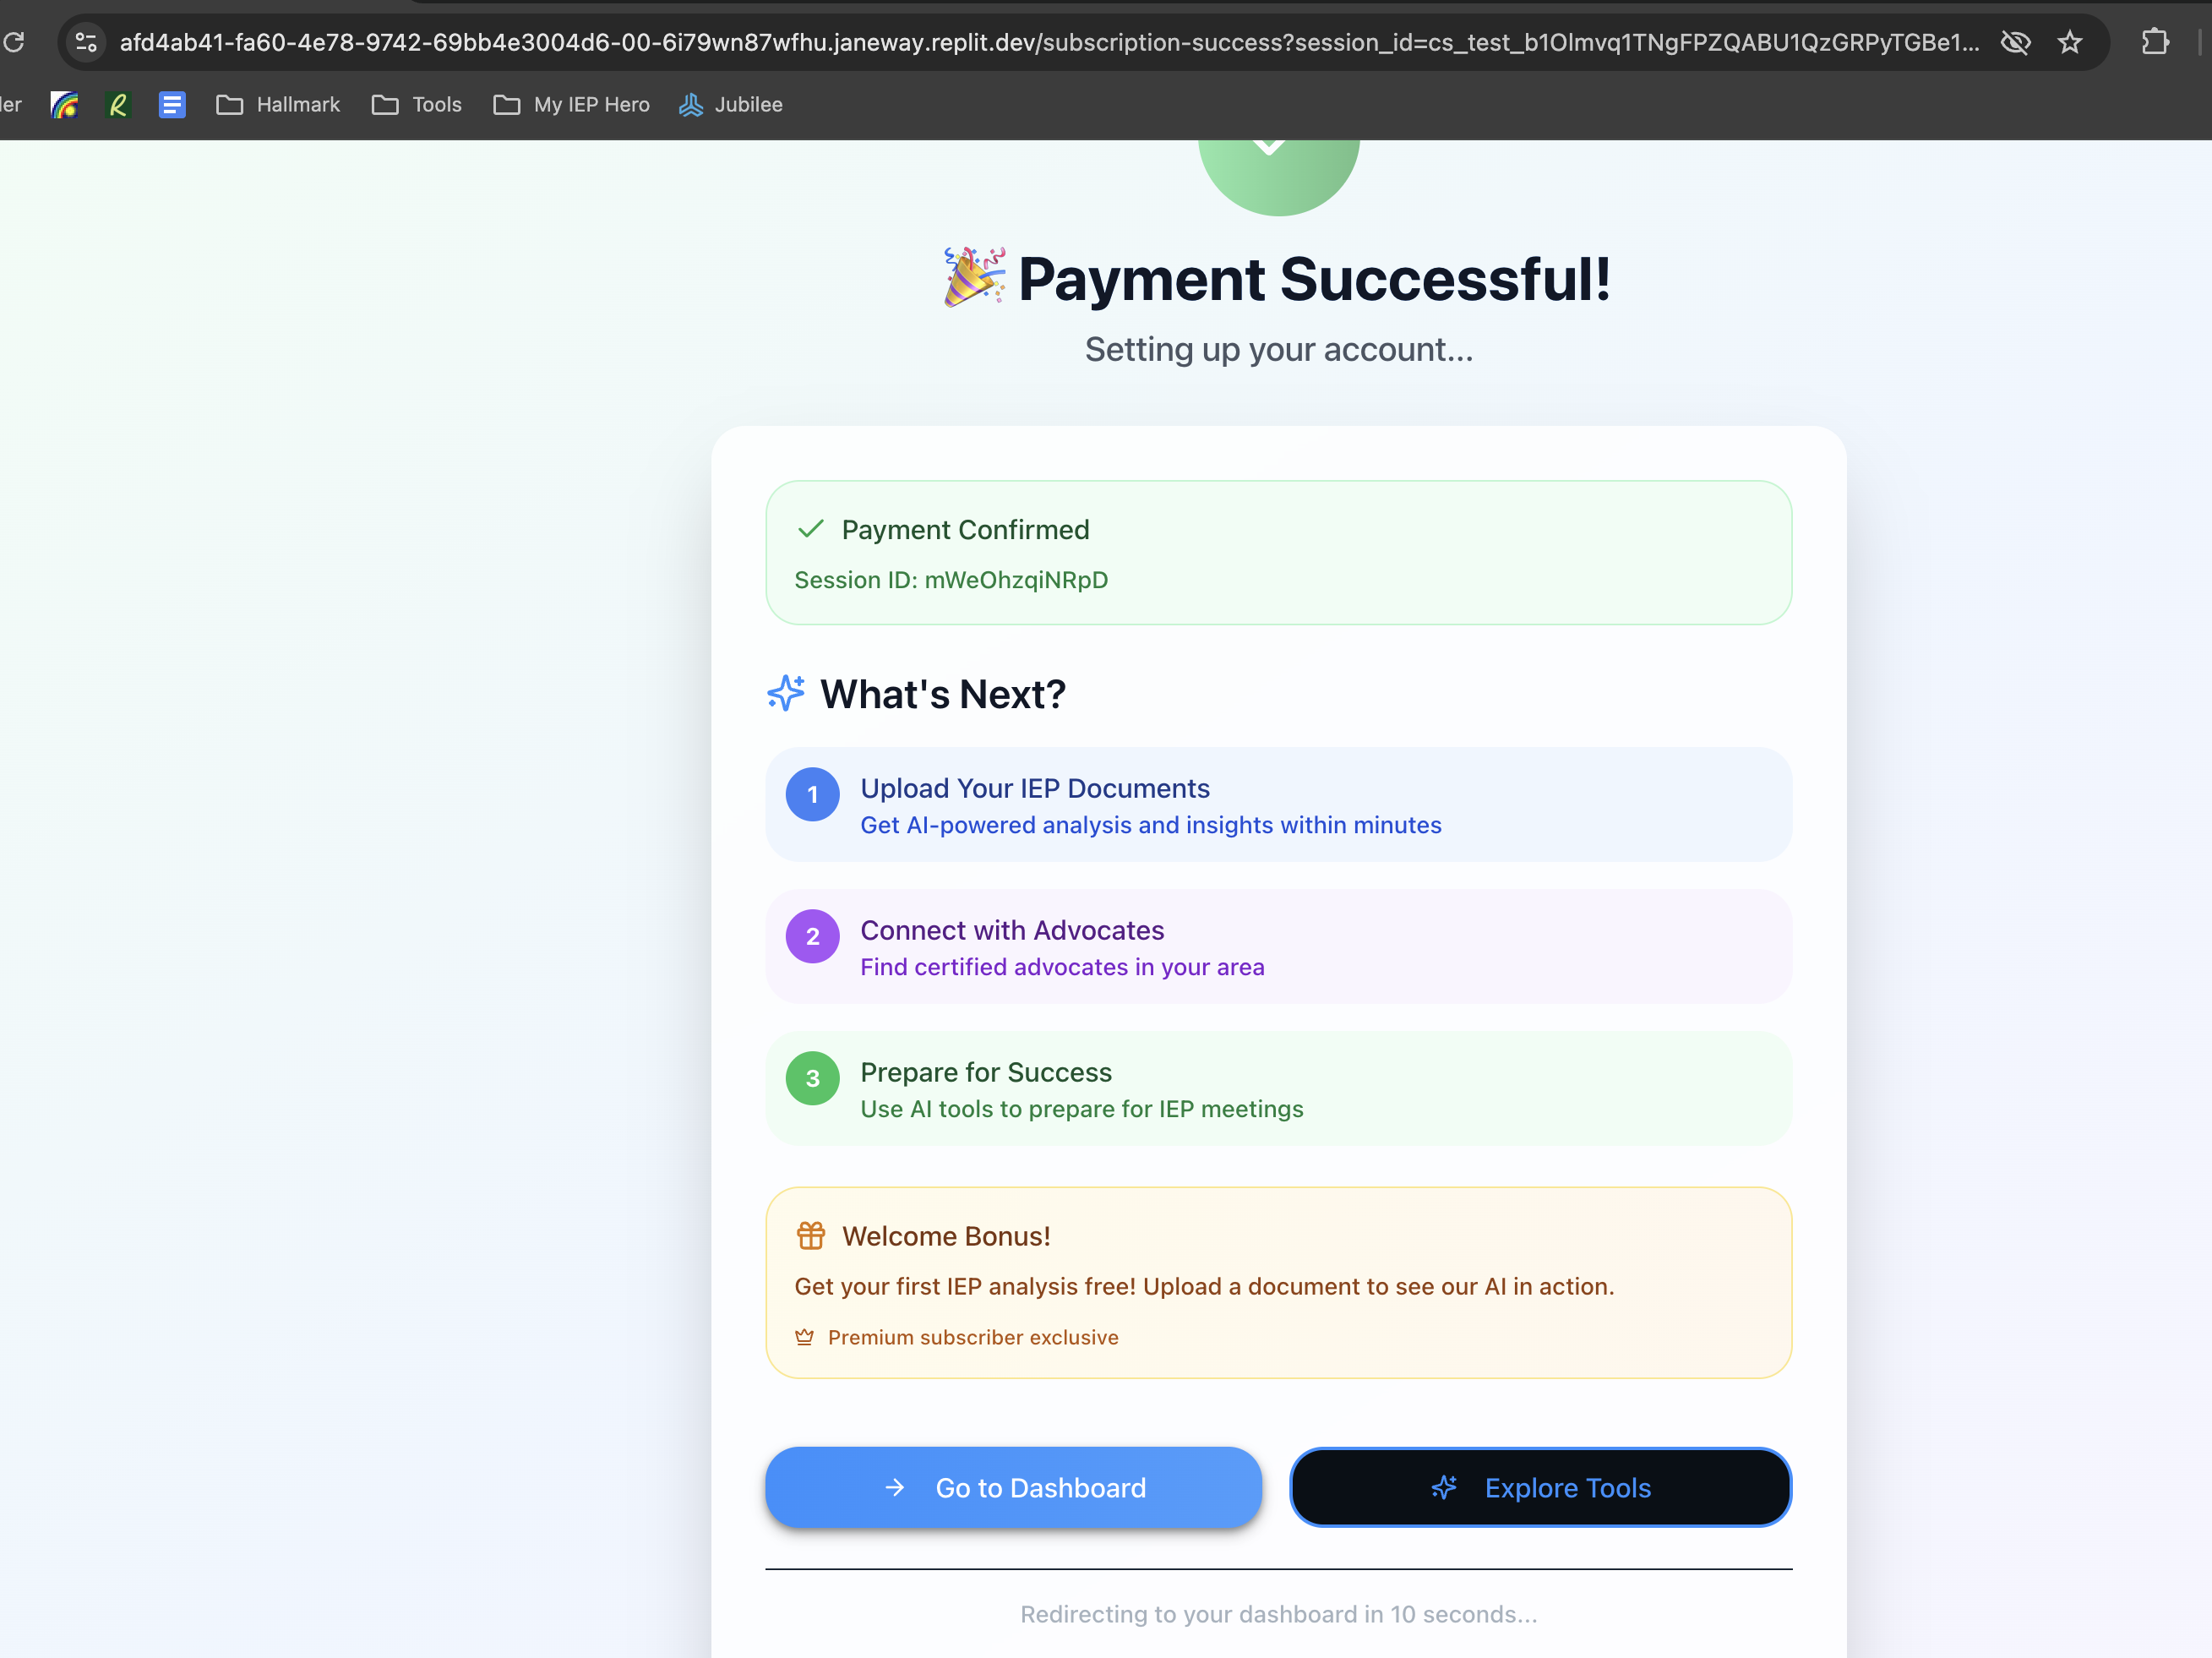 afd4ab41-fa60-4e78-9742-69bb4e3004d6-00-6i79wn87wfhu.janeway.replit.dev/subscription-success?session_id=cs_test_b1Olmvq1TNgFPZQABU1QzGRPyTGBe1...
Hallmark Tools My IEP Hero Jubilee
🎉 Payment Successful!
Setting up your account...
Payment Confirmed
Session ID: mWeOhzqiNRpD
What's Next?
1 Upload Your IEP Documents
Get AI-powered analysis and insights within minutes
2 Connect with Advocates
Find certified advocates in your area
3 Prepare for Success
Use AI tools to prepare for IEP meetings
Welcome Bonus!
Get your first IEP analysis free! Upload a document to see our AI in action.
Premium subscriber exclusive
Go to Dashboard Explore Tools
Redirecting to your dashboard in 10 seconds...